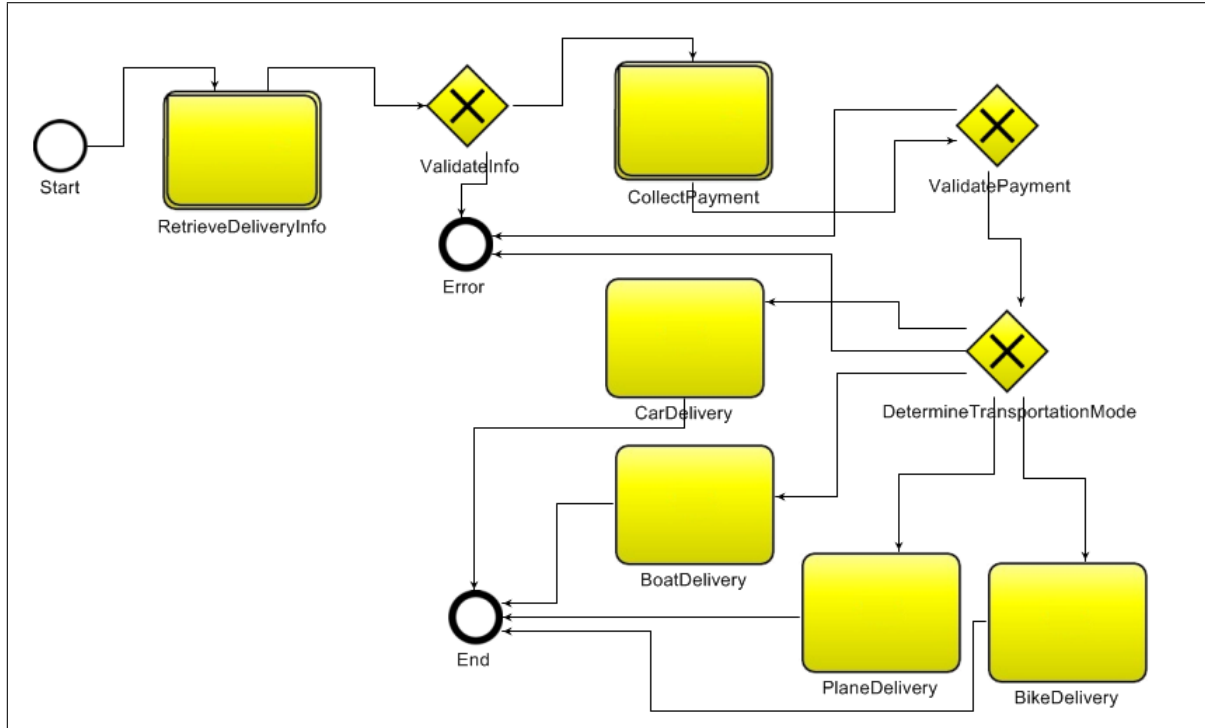 ValidateInfo
Start
CollectPayment
ValidatePayment
RetrieveDeliveryInfo
Error
CarDelivery
DetermineTransportationMode
BoatDelivery
End
PlaneDelivery
BikeDelivery